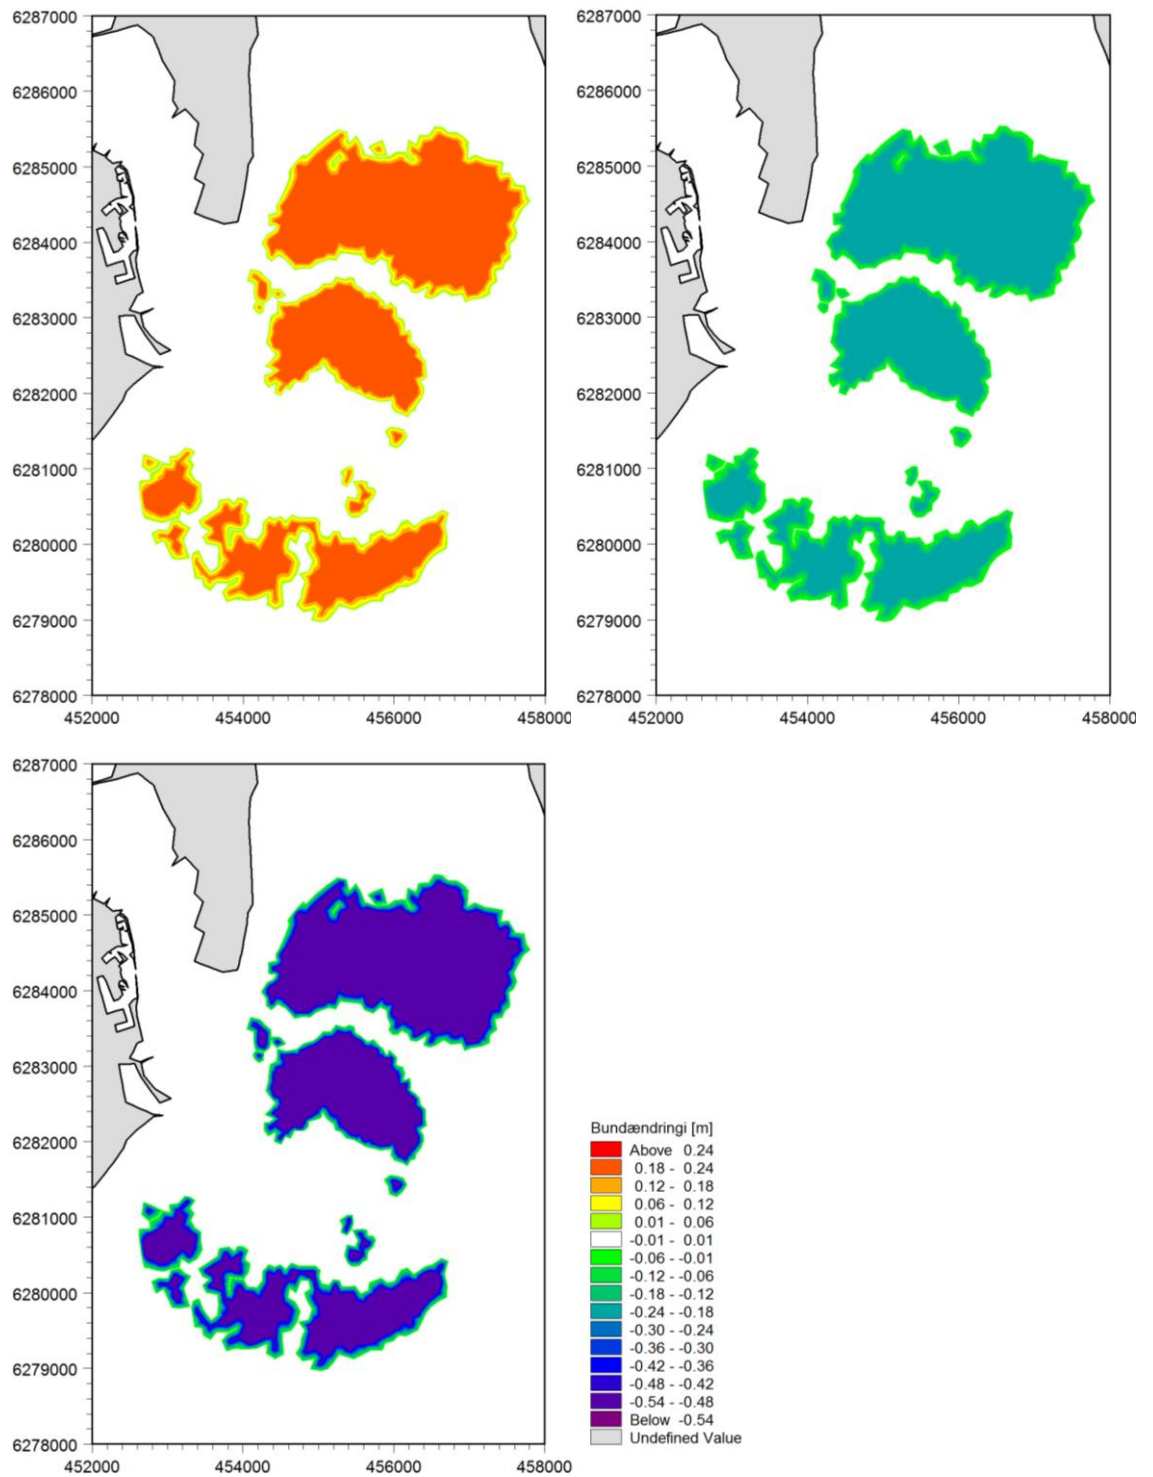 6287000
6286000
6285000
6284000
6283000
6282000
6281000
6280000
6279000
6278000
452000 454000 456000 458000
6287000
6286000
6285000
6284000
6283000
6282000
6281000
6280000
6279000
6278000
452000 454000 456000 458000
6287000
6286000
6285000
6284000
6283000
6282000
6281000
6280000
6279000
6278000
452000 454000 456000 458000
Bundændringi [m]
Above 0.24
0.18 - 0.24
0.12 - 0.18
0.06 - 0.12
0.01 - 0.06
-0.01 - 0.01
-0.06 - -0.01
-0.12 - -0.06
-0.18 - -0.12
-0.24 - -0.18
-0.30 - -0.24
-0.36 - -0.30
-0.42 - -0.36
-0.48 - -0.42
-0.54 - -0.48
Below -0.54
Undefined Value